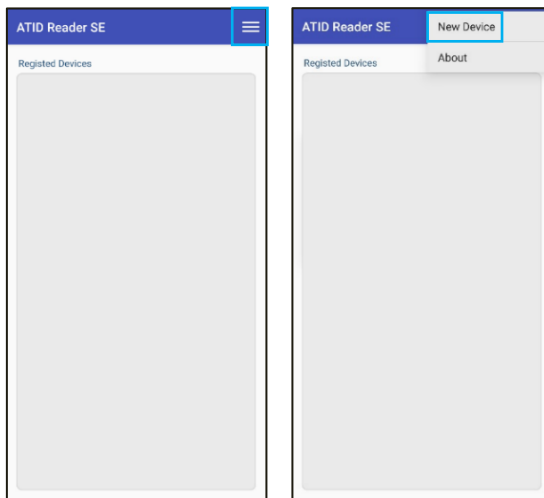 ATID Reader SE
Registed Devices
ATID Reader SE
New Device
About
Registed Devices